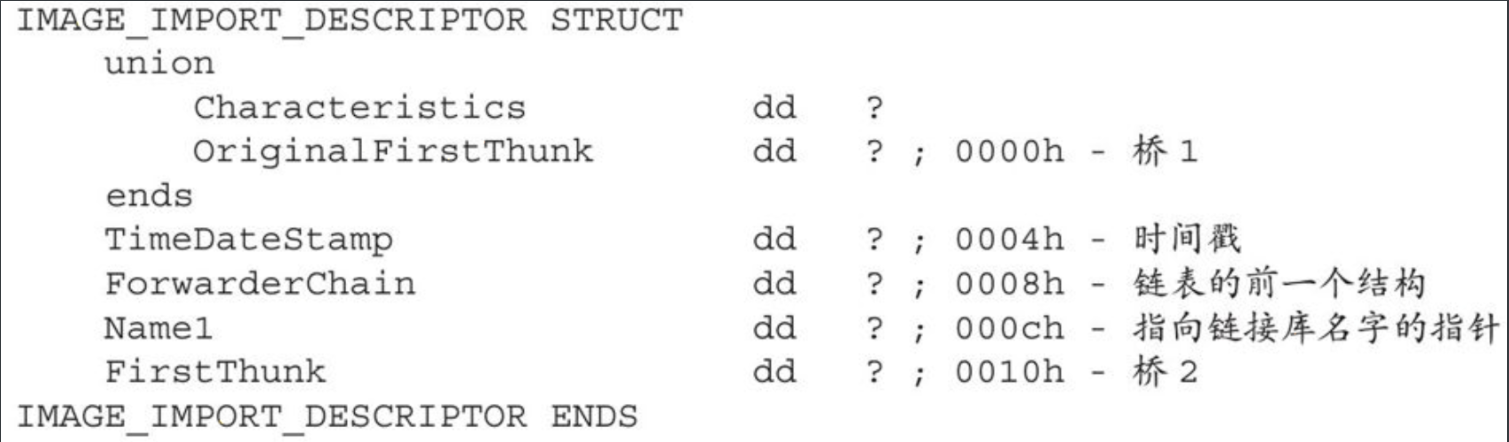 IMAGE_IMPORT_DESCRIPTOR STRUCT
union
Characteristics dd ?
OriginalFirstThunk dd ? ; 0000h - 桥 1
ends
TimeDateStamp dd ? ; 0004h - 时间戳
ForwarderChain dd ? ; 0008h - 链表的前一个结构
Name1 dd ? ; 000ch - 指向链接库名字的指针
FirstThunk dd ? ; 0010h - 桥 2
IMAGE_IMPORT_DESCRIPTOR ENDS